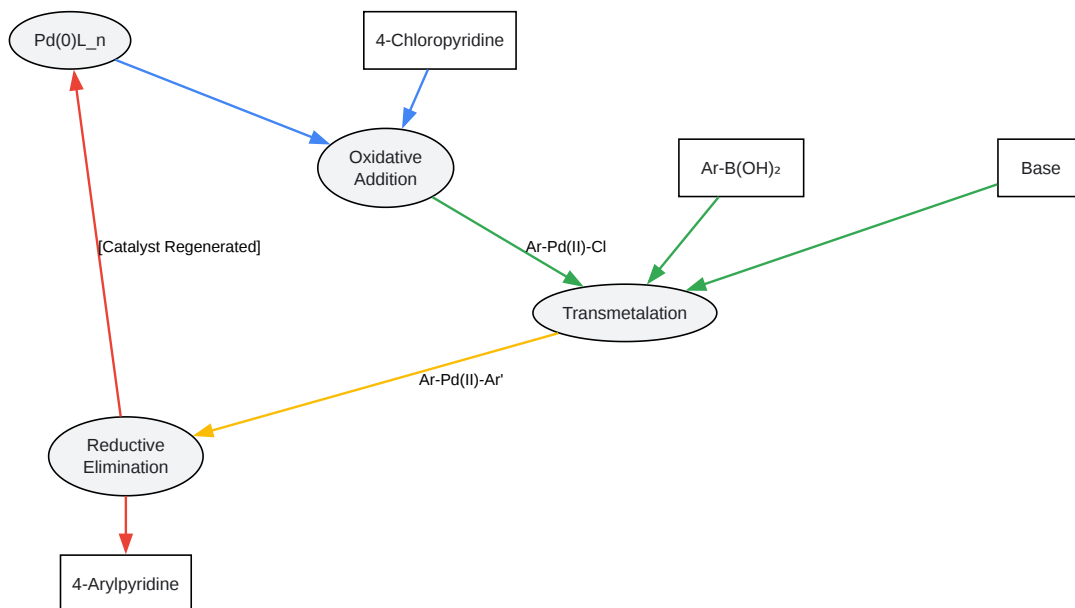 Pd(0)L_n
4-Chloropyridine
Oxidative
Addition
Ar-B(OH)₂
Base
[Catalyst Regenerated]
Ar-Pd(II)-Cl
Transmetalation
Ar-Pd(II)-Ar'
Reductive
Elimination
4-Arylpyridine